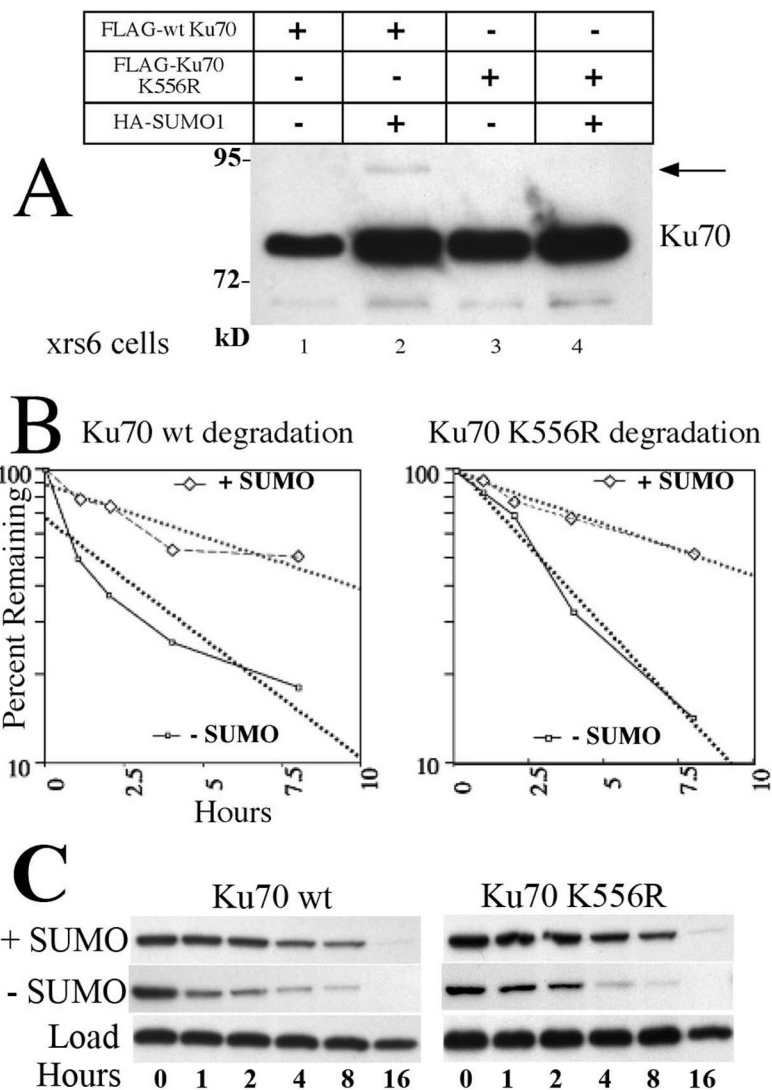 FLAG-wt Ku70 + + - -
FLAG-Ku70 K556R - - + +
HA-SUMO1 - + - +
A
95-
Ku70
72-
xrs6 cells kD 1 2 3 4
B
Ku70 wt degradation Ku70 K556R degradation
100 + SUMO 100 + SUMO
Percent Remaining
- SUMO - SUMO
10 10
0 2.5 5 7.5 10 0 2.5 5 7.5 10
Hours
C
Ku70 wt Ku70 K556R
+ SUMO
- SUMO
Load
Hours 0 1 2 4 8 16 0 1 2 4 8 16